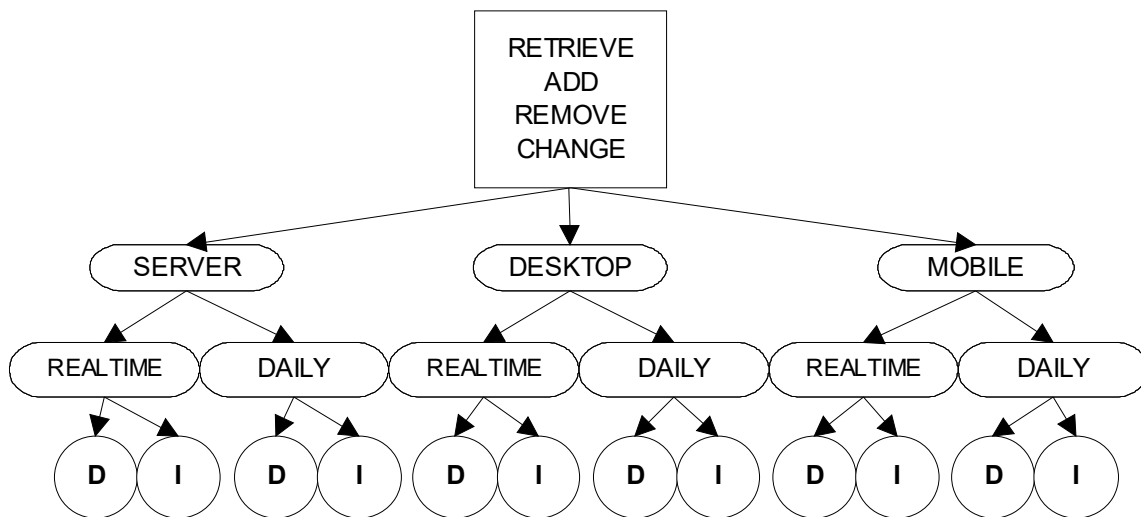 RETRIEVE
ADD
REMOVE
CHANGE
SERVER DESKTOP MOBILE
REALTIME DAILY REALTIME DAILY REALTIME DAILY
D I D I D I D I D I D I